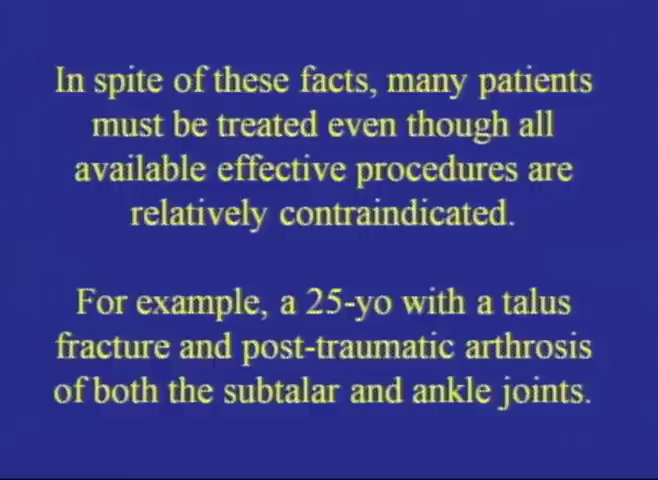 In spite of these facts, many patients
must be treated even though all
available effective procedures are
relatively contraindicated.
For example, a 25-yo with a talus
fracture and post-traumatic arthrosis
of both the subtalar and ankle joints.